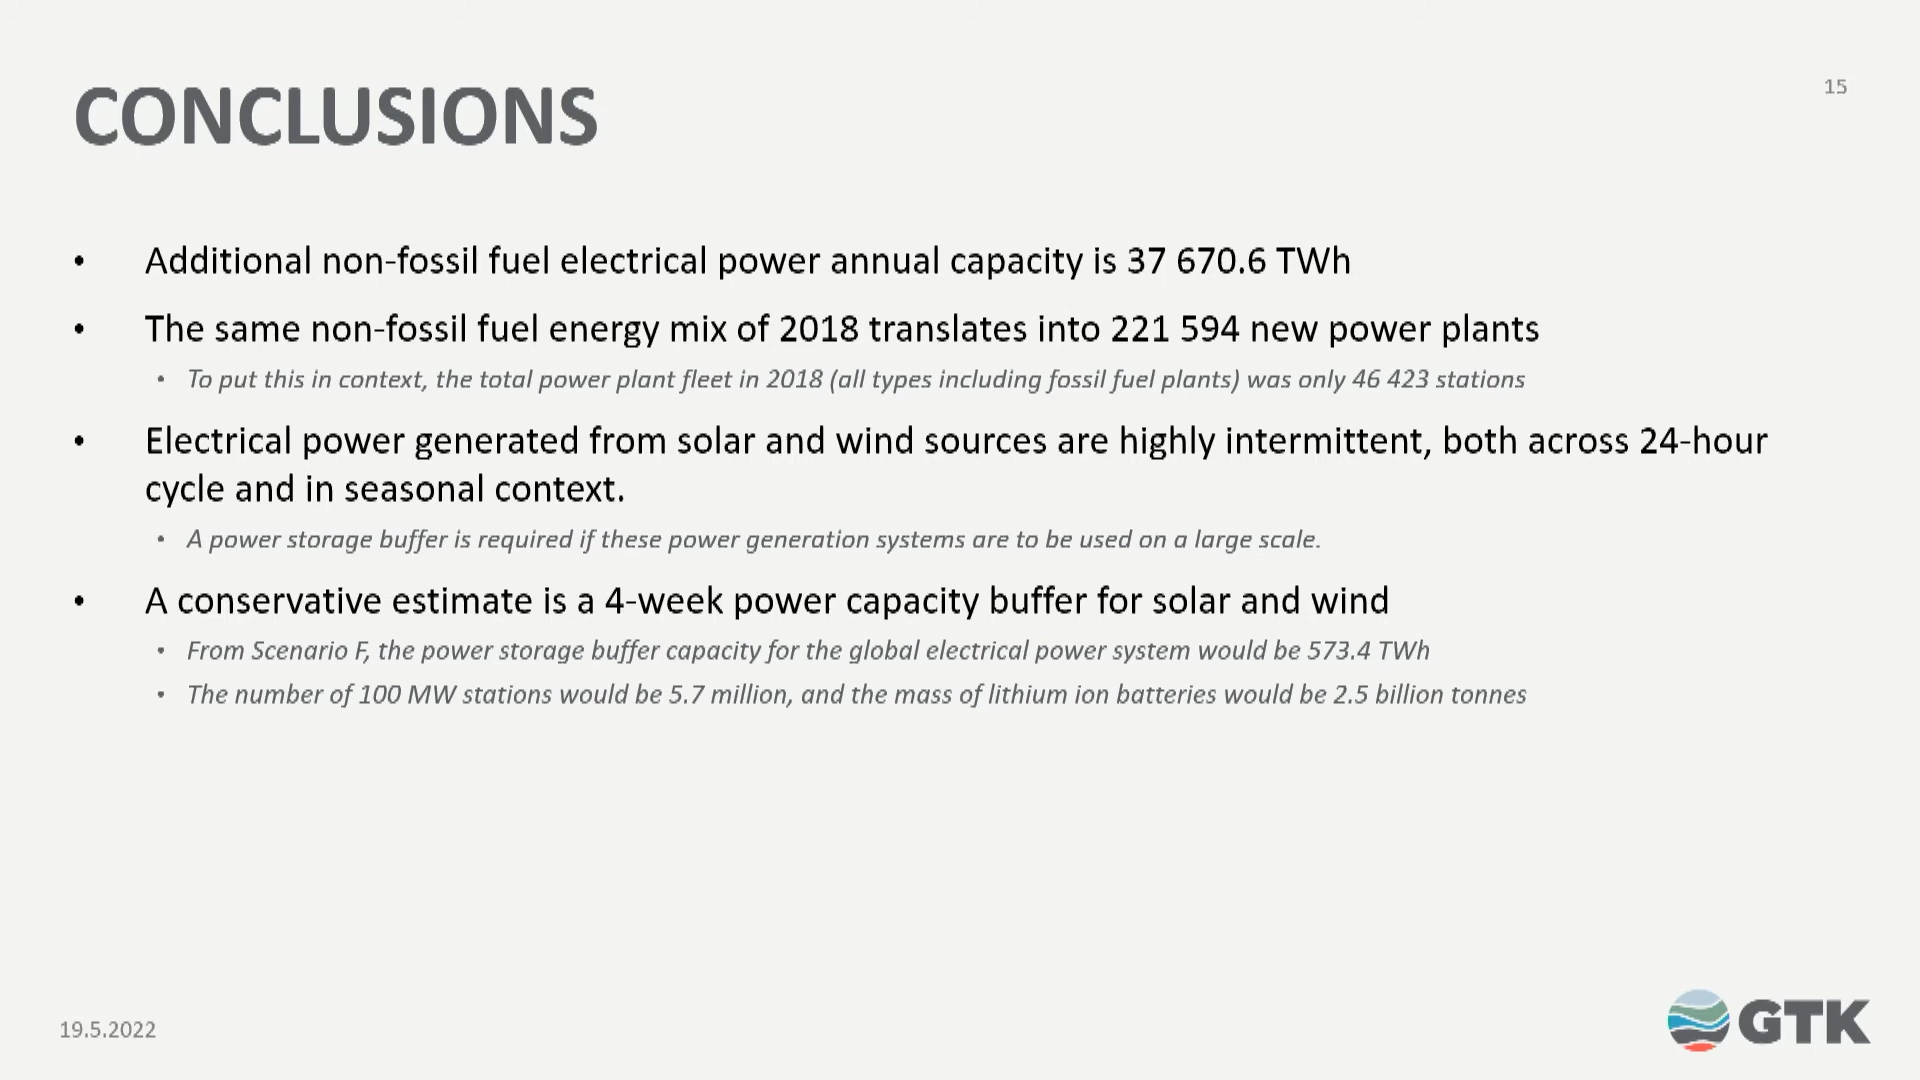 CONCLUSIONS
15
• Additional non-fossil fuel electrical power annual capacity is 37 670.6 TWh
• The same non-fossil fuel energy mix of 2018 translates into 221 594 new power plants
• To put this in context, the total power plant fleet in 2018 (all types including fossil fuel plants) was only 46 423 stations
• Electrical power generated from solar and wind sources are highly intermittent, both across 24-hour
cycle and in seasonal context.
• A power storage buffer is required if these power generation systems are to be used on a large scale.
• A conservative estimate is a 4-week power capacity buffer for solar and wind
• From Scenario F, the power storage buffer capacity for the global electrical power system would be 573.4 TWh
• The number of 100 MW stations would be 5.7 million, and the mass of lithium ion batteries would be 2.5 billion tonnes
19.5.2022
GTK